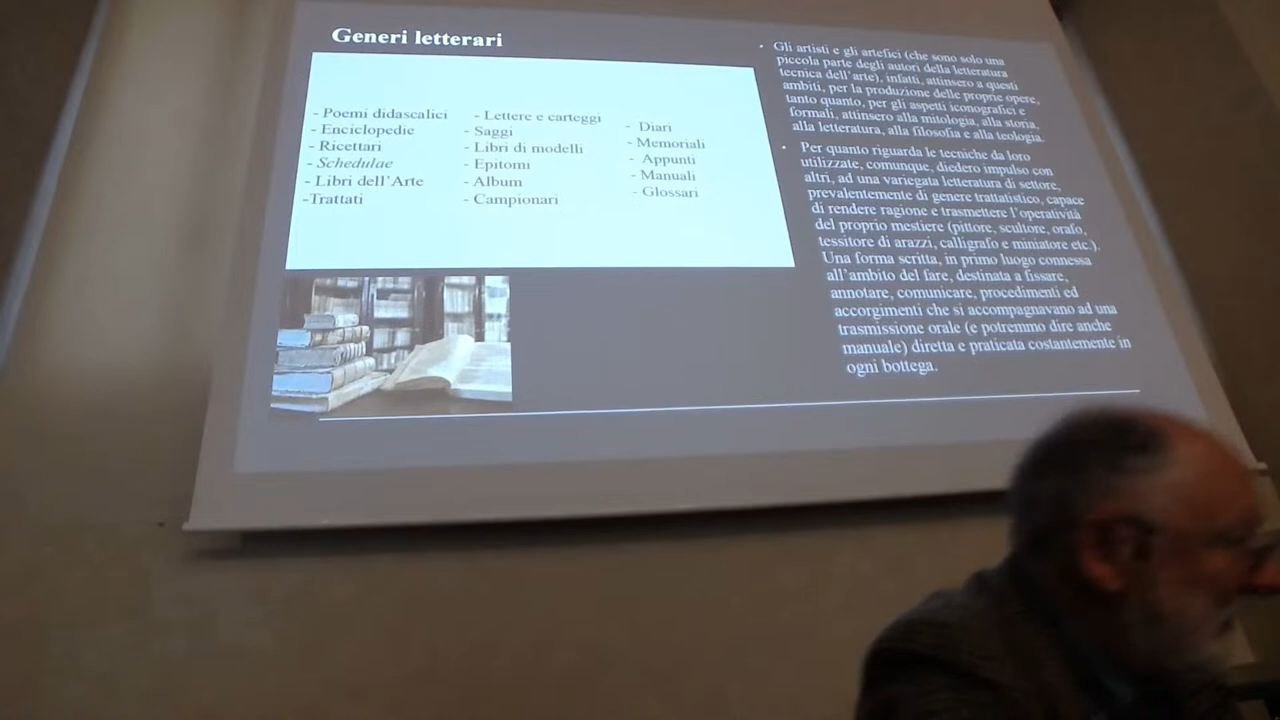 Generi letterari
- Poemi didascalici
- Enciclopedie
- Ricettari
- Schedulae
- Libri dell'Arte
-Trattati
- Lettere e carteggi
- Saggi
- Libri di modelli
- Epitomi
- Album
- Campionari
- Diari
- Memoriali
- Appunti
- Manuali
- Glossari
• Gli artisti e gli artefici (che sono solo una
piccola parte degli autori della letteratura
tecnica dell'arte), infatti, attinsero a questi
ambiti, per la produzione delle proprie opere,
tanto quanto, per gli aspetti iconografici e
formali, attinsero alla mitologia, alla storia,
alla letteratura, alla filosofia e alla teologia.
• Per quanto riguarda le tecniche da loro
utilizzate, comunque, diedero impulso con
altri, ad una variegata letteratura di settore,
prevalentemente di genere trattatistico, capace
di rendere ragione e trasmettere l'operatività
del proprio mestiere (pittore, scultore, orafo,
tessitore di arazzi, calligrafo e miniatore etc.).
Una forma scritta, in primo luogo connessa
all'ambito del fare, destinata a fissare,
annotare, comunicare, procedimenti ed
accorgimenti che si accompagnavano ad una
trasmissione orale (e potremmo dire anche
manuale) diretta e praticata costantemente in
ogni bottega.